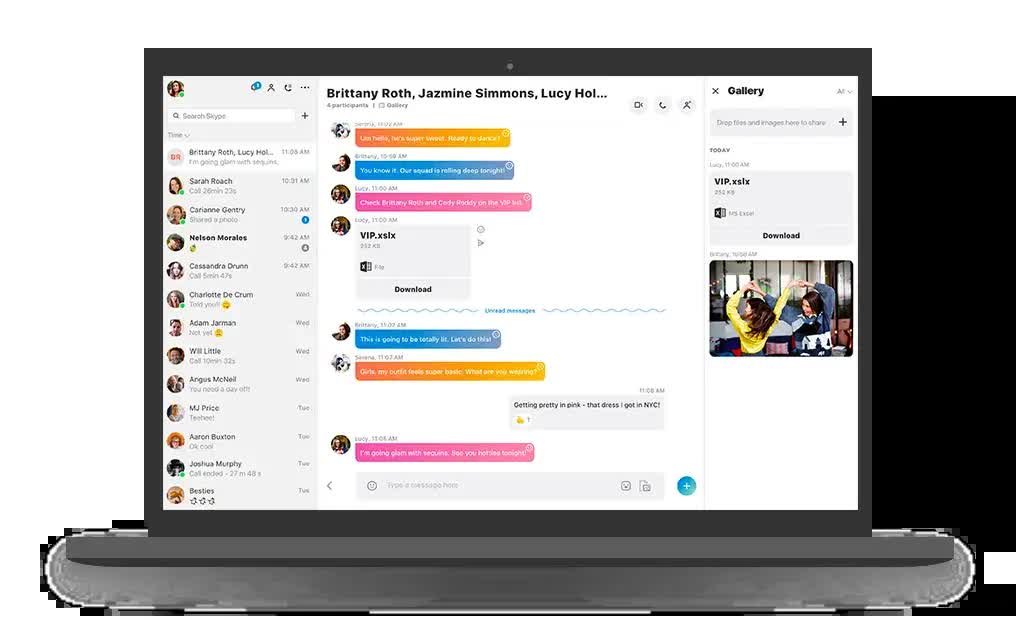 Search Skype
Time
BR
Brittany Roth, Lucy Hol...
11:08 AM
I'm going glam with sequins.
Sarah Roach
10:31 AM
Call 26min 23s
Carianne Gentry
10:30 AM
Shared a photo
1
Nelson Morales
9:42 AM
4
Cassandra Drunn
9:42 AM
Call 5min 47s
Charlotte De Crum
Wed
Told you!!
Adam Jarman
Wed
Not yet
Will Little
Wed
Call 10min 32s
Angus McNeil
Wed
You need a day off!
MJ Price
Tue
Teehee!
Aaron Buxton
Tue
Ok cool
Joshua Murphy
Tue
Call ended - 27 m 48 s
Besties
Tue
Brittany Roth, Jazmine Simmons, Lucy Hol...
4 participants | Gallery
Serena, 11:02 AM
Um hello, he's super sweet. Ready to dance?
Brittany, 10:59 AM
You know it. Our squad is rolling deep tonight!
Lucy, 11:00 AM
Check Brittany Roth and Cody Roddy on the VIP list.
Lucy, 11:00 AM
VIP.xslx
232 KB
File
Download
Unread messages
Brittany, 11:07 AM
This is going to be totally lit. Let's do this!
Serena, 11:07 AM
Girls, my outfit feels super basic. What are you wearing?
11:08 AM
Getting pretty in pink - that dress I got in NYC!
1
Lucy, 11:08 AM
I'm going glam with sequins. See you hotties tonight!
Type a message here
Gallery
All
Drop files and images here to share
TODAY
Lucy, 11:00 AM
VIP.xslx
252 KB
MS Excel
Download
Brittany, 10:58 AM